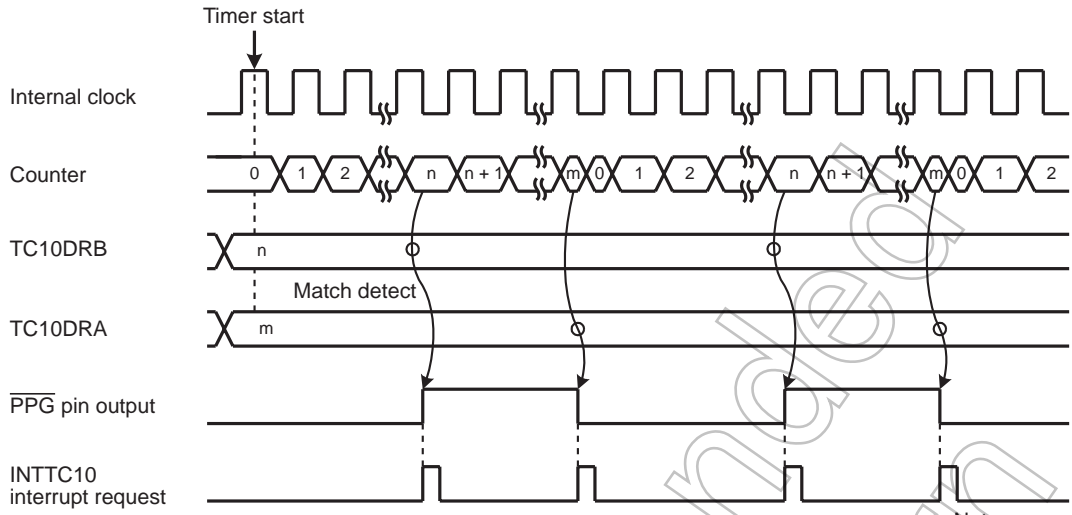 Timer start
Internal clock
Counter
0 1 2 n n + 1 m 0 1 2 n n + 1 m 0 1 2
TC10DRB
n
Match detect
TC10DRA
m
PPG pin output
INTTC10
interrupt request